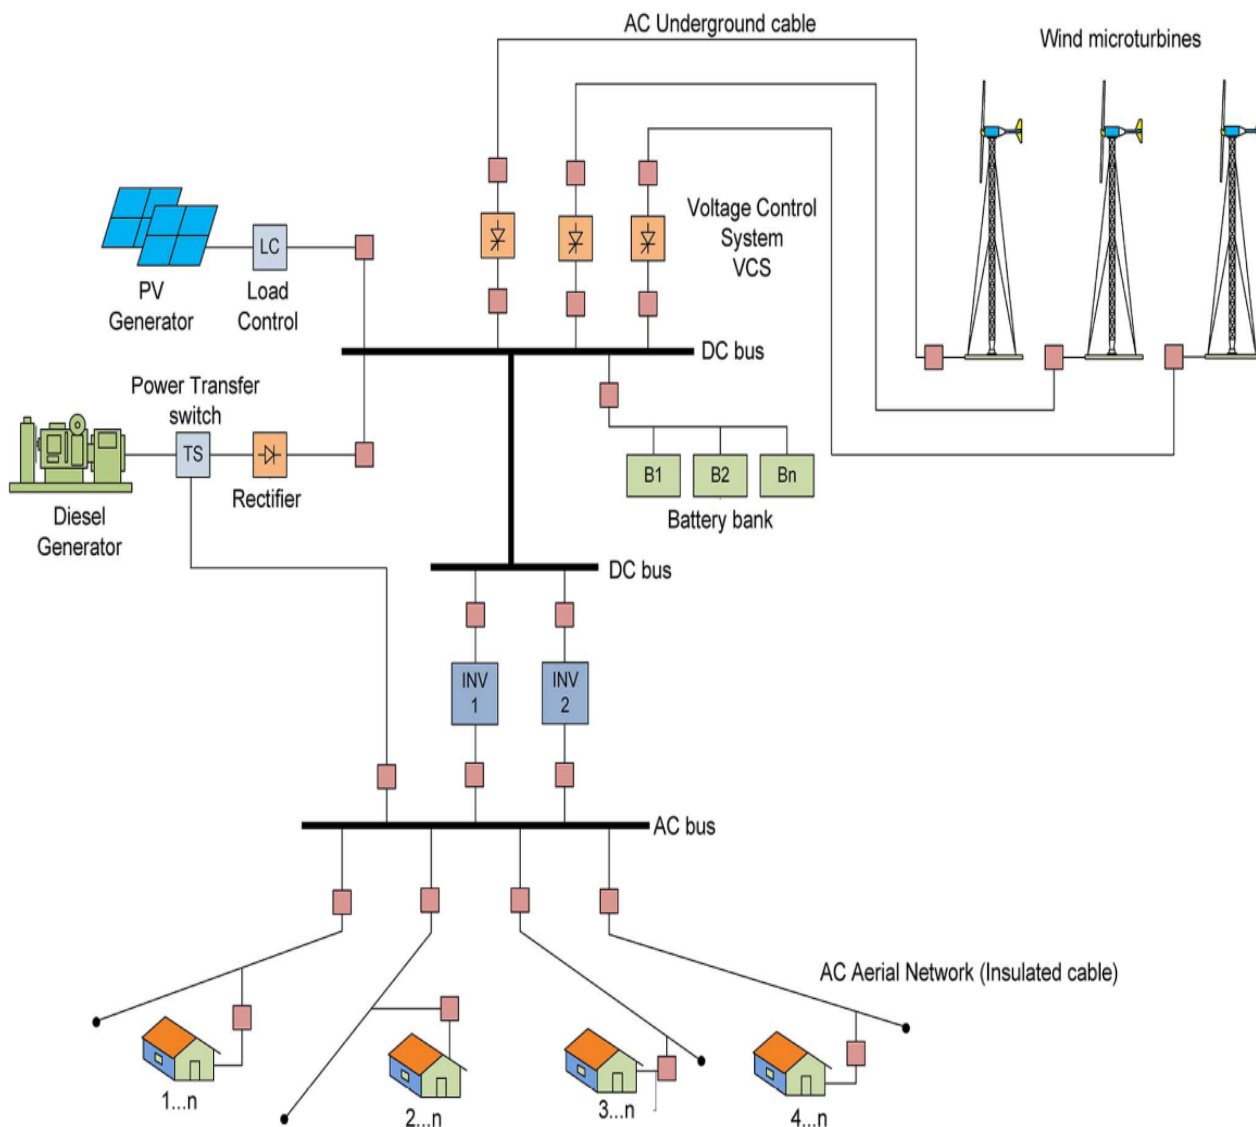 AC Underground cable
Wind microturbines
Voltage Control
System
VCS
LC
PV
Generator
Load
Control
DC bus
Power Transfer
switch
TS
Rectifier
Diesel
Generator
B1
B2
Bn
Battery bank
DC bus
INV
1
INV
2
AC bus
AC Aerial Network (Insulated cable)
1...n
2...n
3...n
4...n